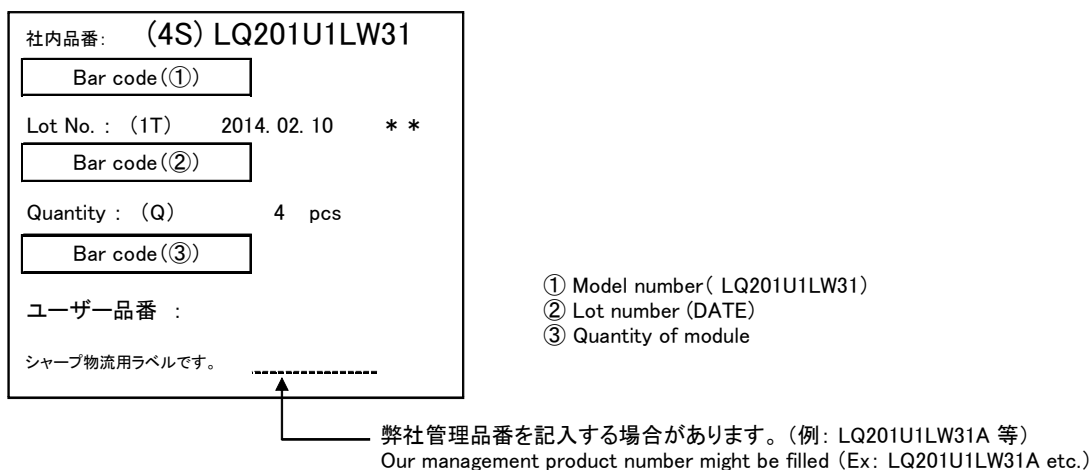 社内品番: (4S) LQ201U1LW31
Bar code(①)
Lot No. : (1T) 2014. 02. 10 * *
Bar code(②)
Quantity : (Q) 4 pcs
Bar code(③)
ユーザー品番 :
シャープ物流用ラベルです。
① Model number( LQ201U1LW31)
② Lot number (DATE)
③ Quantity of module
弊社管理品番を記入する場合があります。(例: LQ201U1LW31A 等)
Our management product number might be filled (Ex: LQ201U1LW31A etc.)